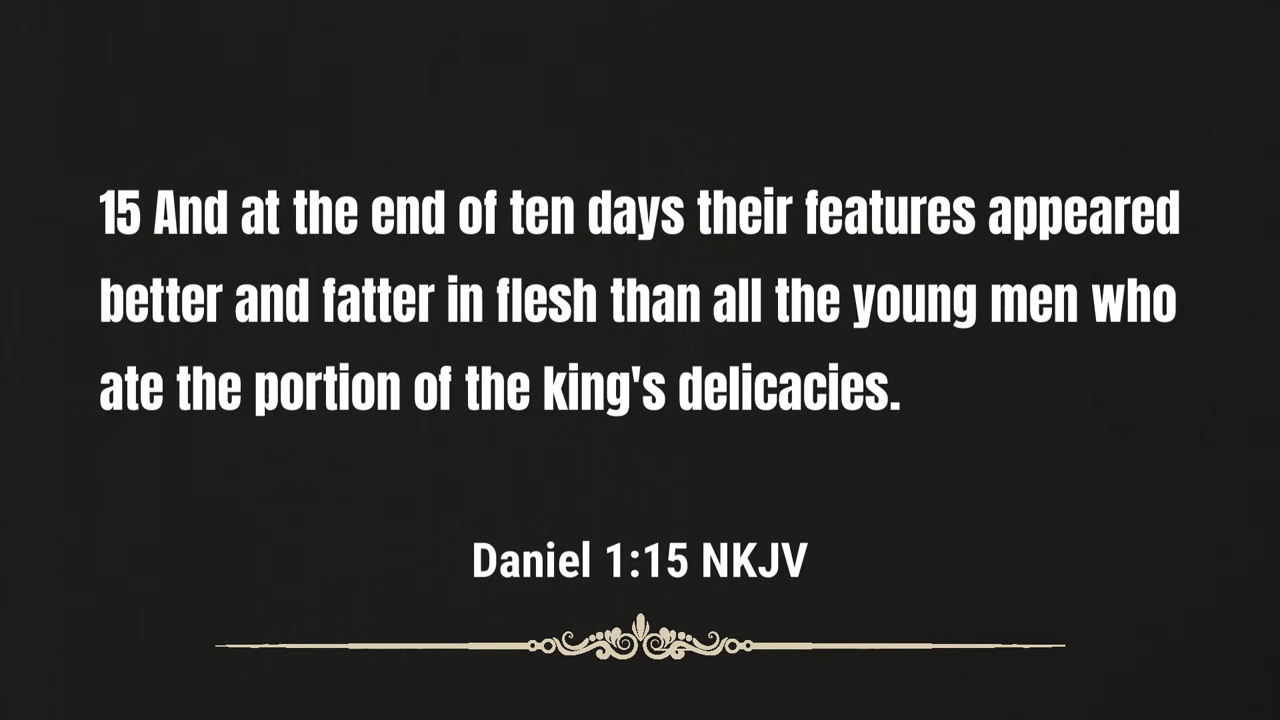 15 And at the end of ten days their features appeared
better and fatter in flesh than all the young men who
ate the portion of the king's delicacies.
Daniel 1:15 NKJV